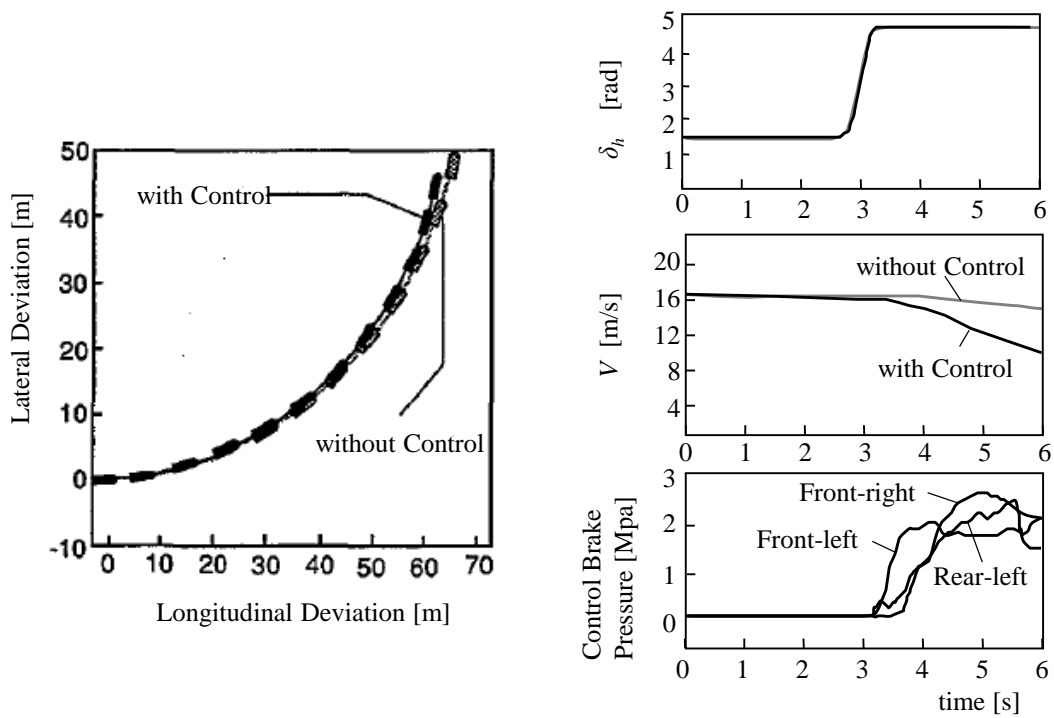 50
40
30
20
10
0
-10
Lateral Deviation [m]
with Control
without Control
0 10 20 30 40 50 60 70
Longitudinal Deviation [m]
5
4
3
2
1
δh [rad]
0 1 2 3 4 5 6
20
16
12
8
4
V [m/s]
without Control
with Control
0 1 2 3 4 5 6
3
2
1
0
Control Brake
Pressure [Mpa]
Front-right
Front-left
Rear-left
0 1 2 3 4 5 6
time [s]